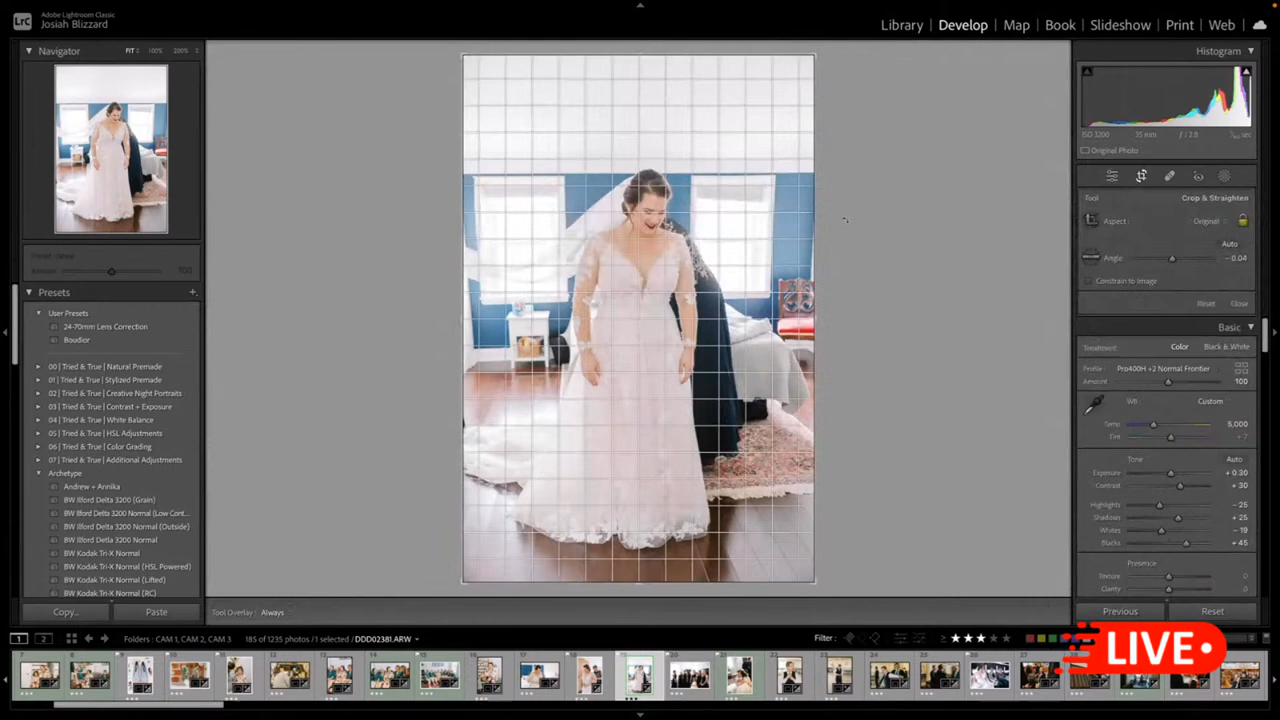 LrC
Adobe Lightroom Classic
Josiah Blizzard
Library | Develop | Map | Book | Slideshow | Print | Web
Navigator
FIT
100%
200%
100
Presets
User Presets
24-70mm Lens Correction
Boudior
00 | Tried & True | Natural Premade
01 | Tried & True | Stylized Premade
02 | Tried & True | Creative Night Portraits
03 | Tried & True | Contrast + Exposure
04 | Tried & True | White Balance
05 | Tried & True | HSL Adjustments
06 | Tried & True | Color Grading
07 | Tried & True | Additional Adjustments
Archetype
Andrew + Annika
BW Ilford Delta 3200 (Grain)
BW Ilford Delta 3200 Normal (Low Cont...
BW Ilford Delta 3200 Normal (Outside)
BW Ilford Delta 3200 Normal
BW Kodak Tri-X Normal
BW Kodak Tri-X Normal (HSL Powered)
BW Kodak Tri-X Normal (Lifted)
BW Kodak Tri-X Normal (RC)
Copy...
Paste
Tool Overlay: Always
Histogram
ISO 3200
35 mm
f / 2.8
Original Photo
Tool
Crop & Straighten
Aspect:
Original
Auto
Angle
- 0.04
Constrain to Image
Reset
Close
Basic
Treatment:
Color
Black & White
Profile:
Pro400H +2 Normal Frontier
Amount
100
WB:
Custom
Temp
5,000
Tint
+ 7
Tone
Auto
Exposure
+ 0.30
Contrast
+ 30
Highlights
- 25
Shadows
+ 25
Whites
- 19
Blacks
+ 45
Presence
Texture
0
Clarity
0
Previous
Reset
1
2
Folders : CAM 1, CAM 2, CAM 3
185 of 1235 photos / 1 selected / DDD02381.ARW
Filter :
LIVE